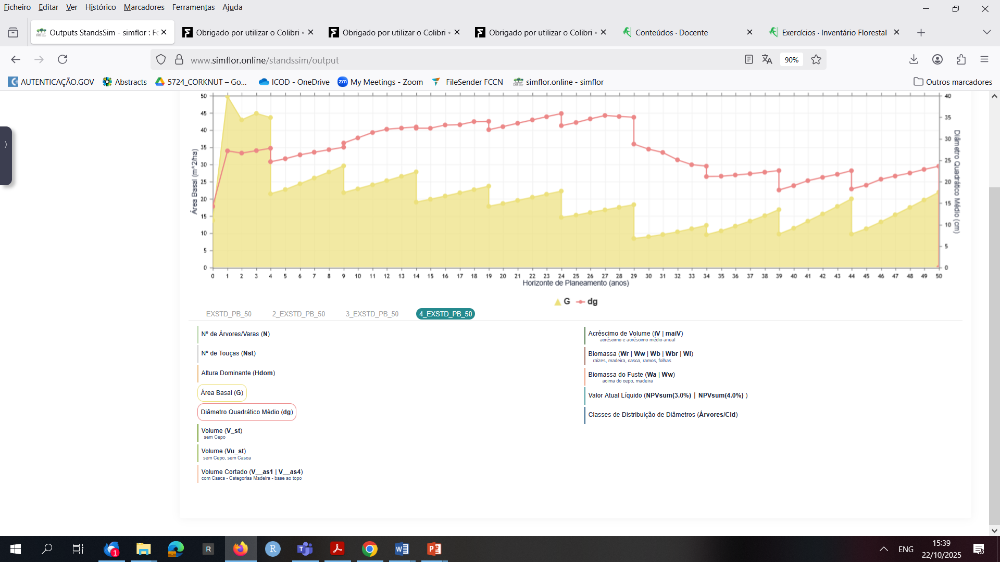 Ficheiro Editar Ver Histórico Marcadores Ferramentas Ajuda
Outputs StandsSim - simflor : Fo
Obrigado por utilizar o Colibri •
Obrigado por utilizar o Colibri •
Obrigado por utilizar o Colibri •
Conteúdos · Docente
Exercícios · Inventário Florestal
www.simflor.online/standssim/output
90%
AUTENTICAÇÃO.GOV
Abstracts
5724_CORKNUT – Go...
ICOD - OneDrive
zm My Meetings - Zoom
FileSender FCCN
simflor.online - simflor
Outros marcadores
50
45
40
35
30
25
20
15
10
5
0
Área Basal (m^2/ha)
40
35
30
25
20
15
10
5
0
Diâmetro Quadrático Médio (cm)
0 1 2 3 4 5 6 7 8 9 10 11 12 13 14 15 16 17 18 19 20 21 22 23 24 25 26 27 28 29 30 31 32 33 34 35 36 37 38 39 40 41 42 43 44 45 46 47 48 49 50
Horizonte de Planeamento (anos)
G dg
EXSTD_PB_50 2_EXSTD_PB_50 3_EXSTD_PB_50 4_EXSTD_PB_50
Nº de Árvores/Varas (N)
Nº de Touças (Nst)
Altura Dominante (Hdom)
Área Basal (G)
Diâmetro Quadrático Médio (dg)
Volume (V_st)
sem Cepo
Volume (Vu_st)
sem Cepo, sem Casca
Volume Cortado (V__as1 | V__as4)
com Casca - Categorias Madeira - base ao topo
Acréscimo de Volume (iV | maiV)
acréscimo e acréscimo médio anual
Biomassa (Wr | Ww | Wb | Wbr | Wl)
raizes, madeira, casca, ramos, folhas
Biomassa do Fuste (Wa | Ww)
acima do cepo, madeira
Valor Atual Líquido (NPVsum(3.0%) | NPVsum(4.0%) )
Classes de Distribuição de Diâmetros (Árvores/Cld)
1
R
R
ENG
15:39
22/10/2025